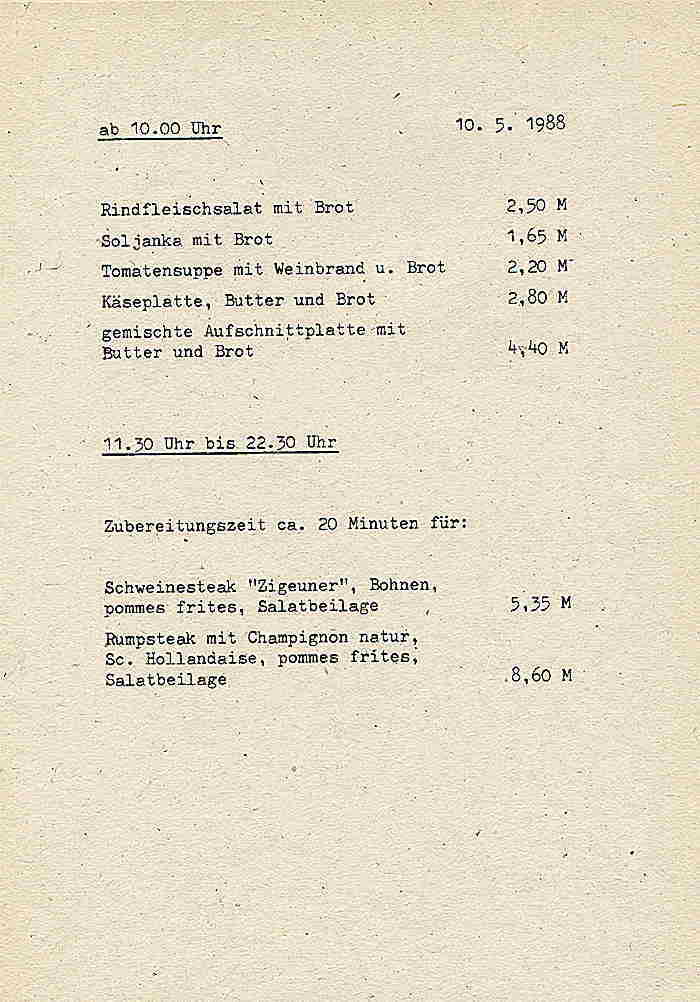 ab 10.00 Uhr 10. 5. 1988
Rindfleischsalat mit Brot 2,50 M
Soljanka mit Brot 1,65 M
Tomatensuppe mit Weinbrand u. Brot 2,20 M
Käseplatte, Butter und Brot 2,80 M
gemischte Aufschnittplatte mit
Butter und Brot 4,40 M
11.30 Uhr bis 22.30 Uhr
Zubereitungszeit ca. 20 Minuten für:
Schweinesteak "Zigeuner", Bohnen,
pommes frites, Salatbeilage 5,35 M
Rumpsteak mit Champignon natur,
Sc. Hollandaise, pommes frites,
Salatbeilage 8,60 M